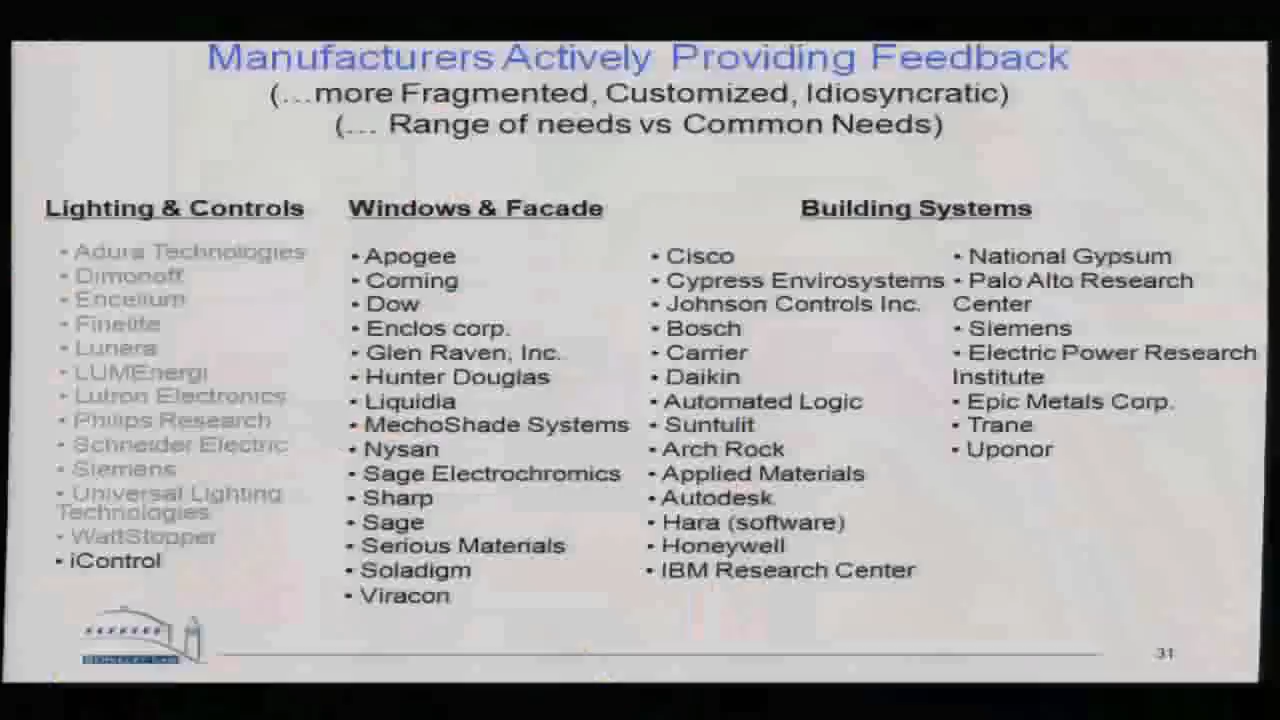 Manufacturers Actively Providing Feedback
(…more Fragmented, Customized, Idiosyncratic)
(… Range of needs vs Common Needs)
Lighting & Controls
• Adura Technologies
• Dimonoff
• Encelium
• Finelite
• Lunera
• LUMEnergi
• Lutron Electronics
• Philips Research
• Schneider Electric
• Siemens
• Universal Lighting
Technologies
• WattStopper
• iControl
Windows & Facade
• Apogee
• Corning
• Dow
• Enclos corp.
• Glen Raven, Inc.
• Hunter Douglas
• Liquidia
• MechoShade Systems
• Nysan
• Sage Electrochromics
• Sharp
• Sage
• Serious Materials
• Soladigm
• Viracon
Building Systems
• Cisco
• Cypress Envirosystems
• Johnson Controls Inc.
• Bosch
• Carrier
• Daikin
• Automated Logic
• Suntulit
• Arch Rock
• Applied Materials
• Autodesk
• Hara (software)
• Honeywell
• IBM Research Center
• National Gypsum
• Palo Alto Research
Center
• Siemens
• Electric Power Research
Institute
• Epic Metals Corp.
• Trane
• Uponor
BERKELEY LAB
31